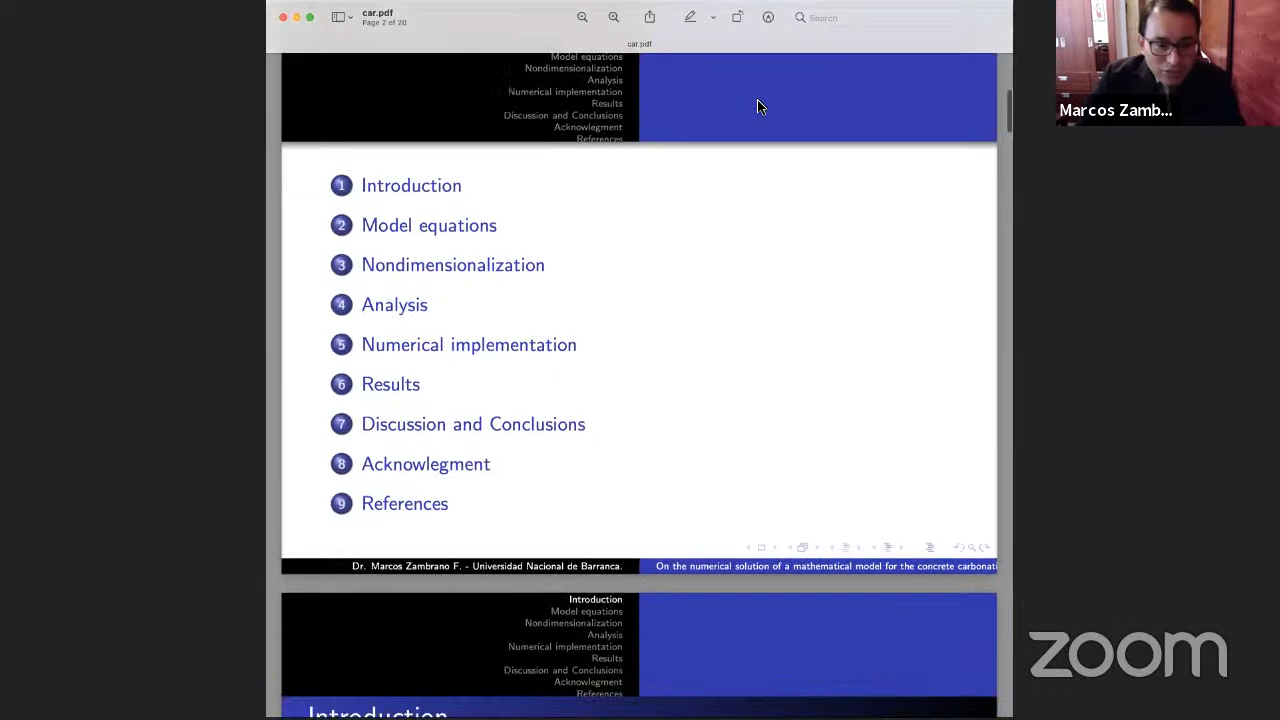 car.pdf
Page 2 of 20
Search
car.pdf
Model equations
Nondimensionalization
Analysis
Numerical implementation
Results
Discussion and Conclusions
Acknowlegment
References
1 Introduction
2 Model equations
3 Nondimensionalization
4 Analysis
5 Numerical implementation
6 Results
7 Discussion and Conclusions
8 Acknowlegment
9 References
Dr. Marcos Zambrano F. - Universidad Nacional de Barranca.
On the numerical solution of a mathematical model for the concrete carbonati
Introduction
Model equations
Nondimensionalization
Analysis
Numerical implementation
Results
Discussion and Conclusions
Acknowlegment
References
Introduction
Marcos Zamb...
zoom